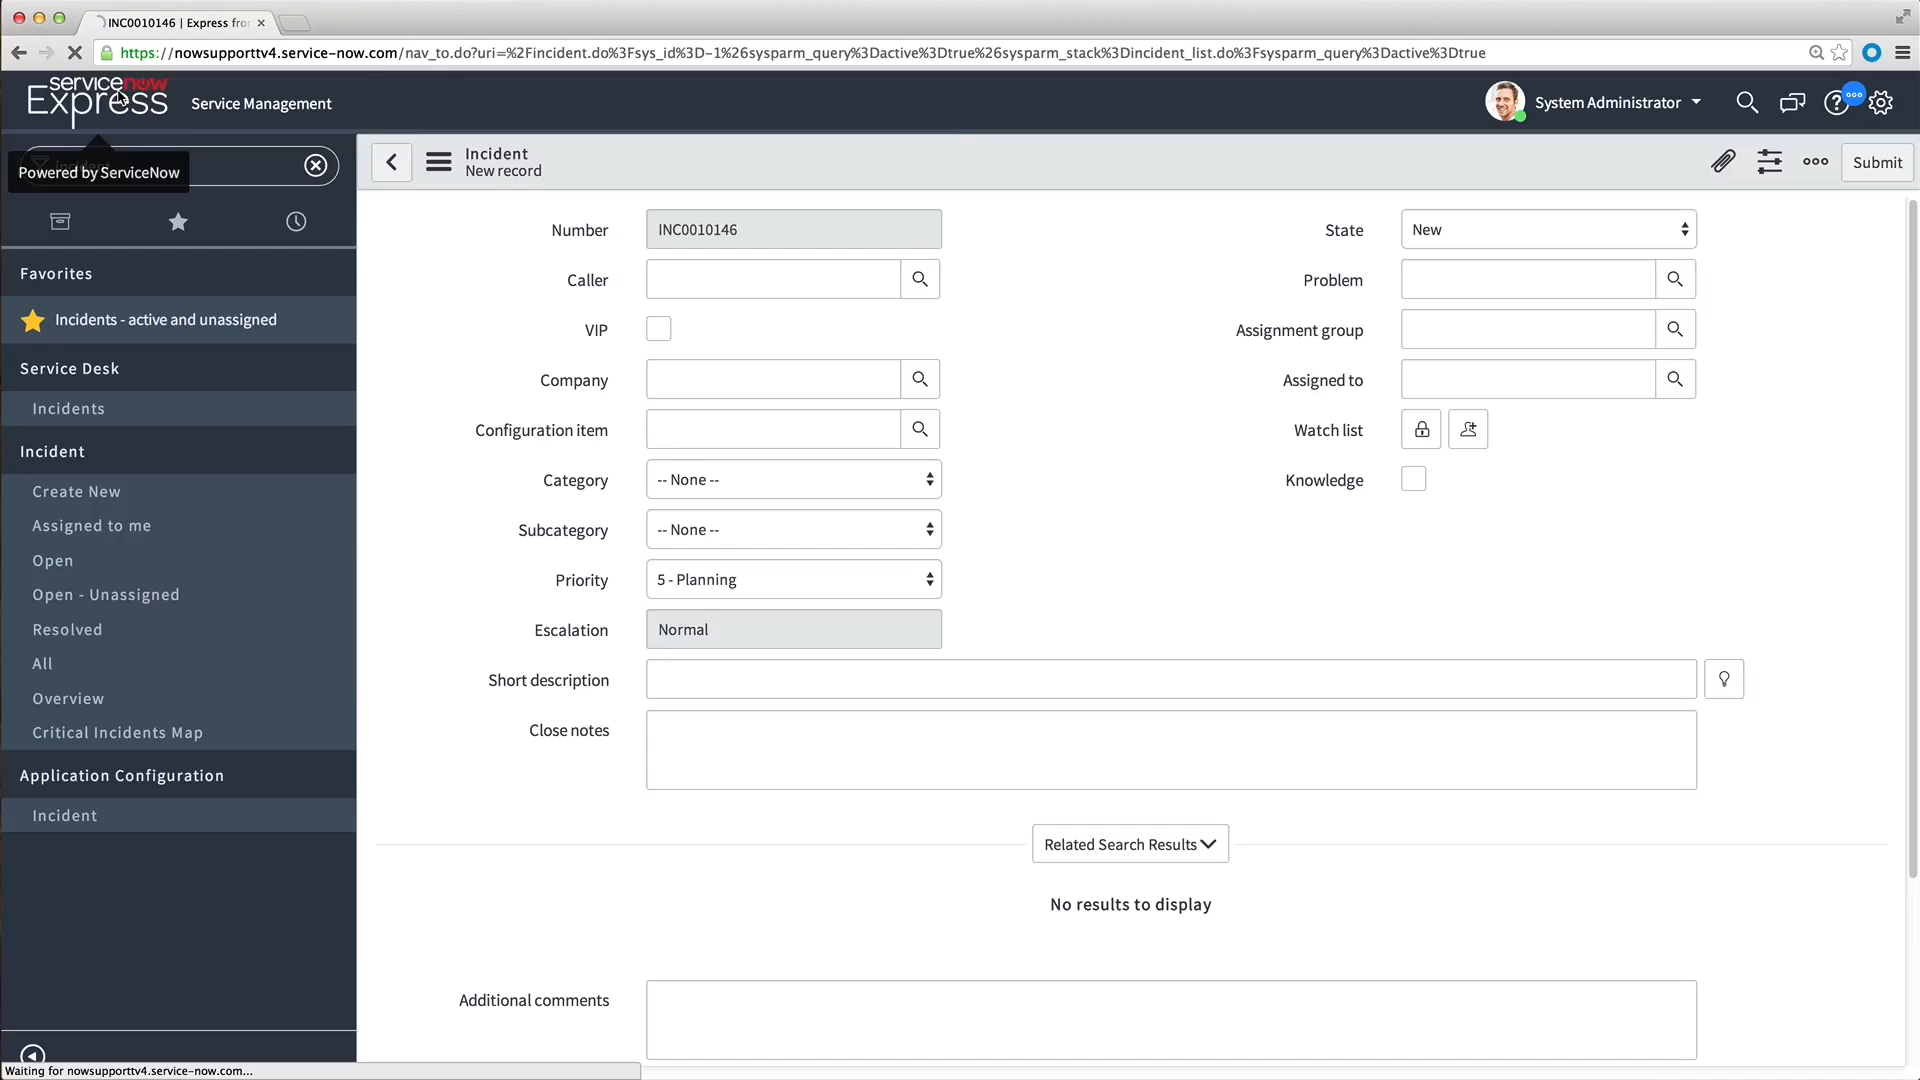 INC0010146 | Express fro
https://nowsupporttv4.service-now.com/nav_to.do?uri=%2Fincident.do%3Fsys_id%3D-1%26sysparm_query%3Dactive%3Dtrue%26sysparm_stack%3Dincident_list.do%3Fsysparm_query%3Dactive%3Dtrue
servicenow
Express
Service Management
System Administrator
Powered by ServiceNow
Incident
New record
Submit
Favorites
Incidents - active and unassigned
Service Desk
Incidents
Incident
Create New
Assigned to me
Open
Open - Unassigned
Resolved
All
Overview
Critical Incidents Map
Application Configuration
Incident
Number INC0010146
State New
Caller
Problem
VIP
Assignment group
Company
Assigned to
Configuration item
Watch list
Category -- None --
Knowledge
Subcategory -- None --
Priority 5 - Planning
Escalation Normal
Short description
Close notes
Related Search Results
No results to display
Additional comments
Waiting for nowsupporttv4.service-now.com...